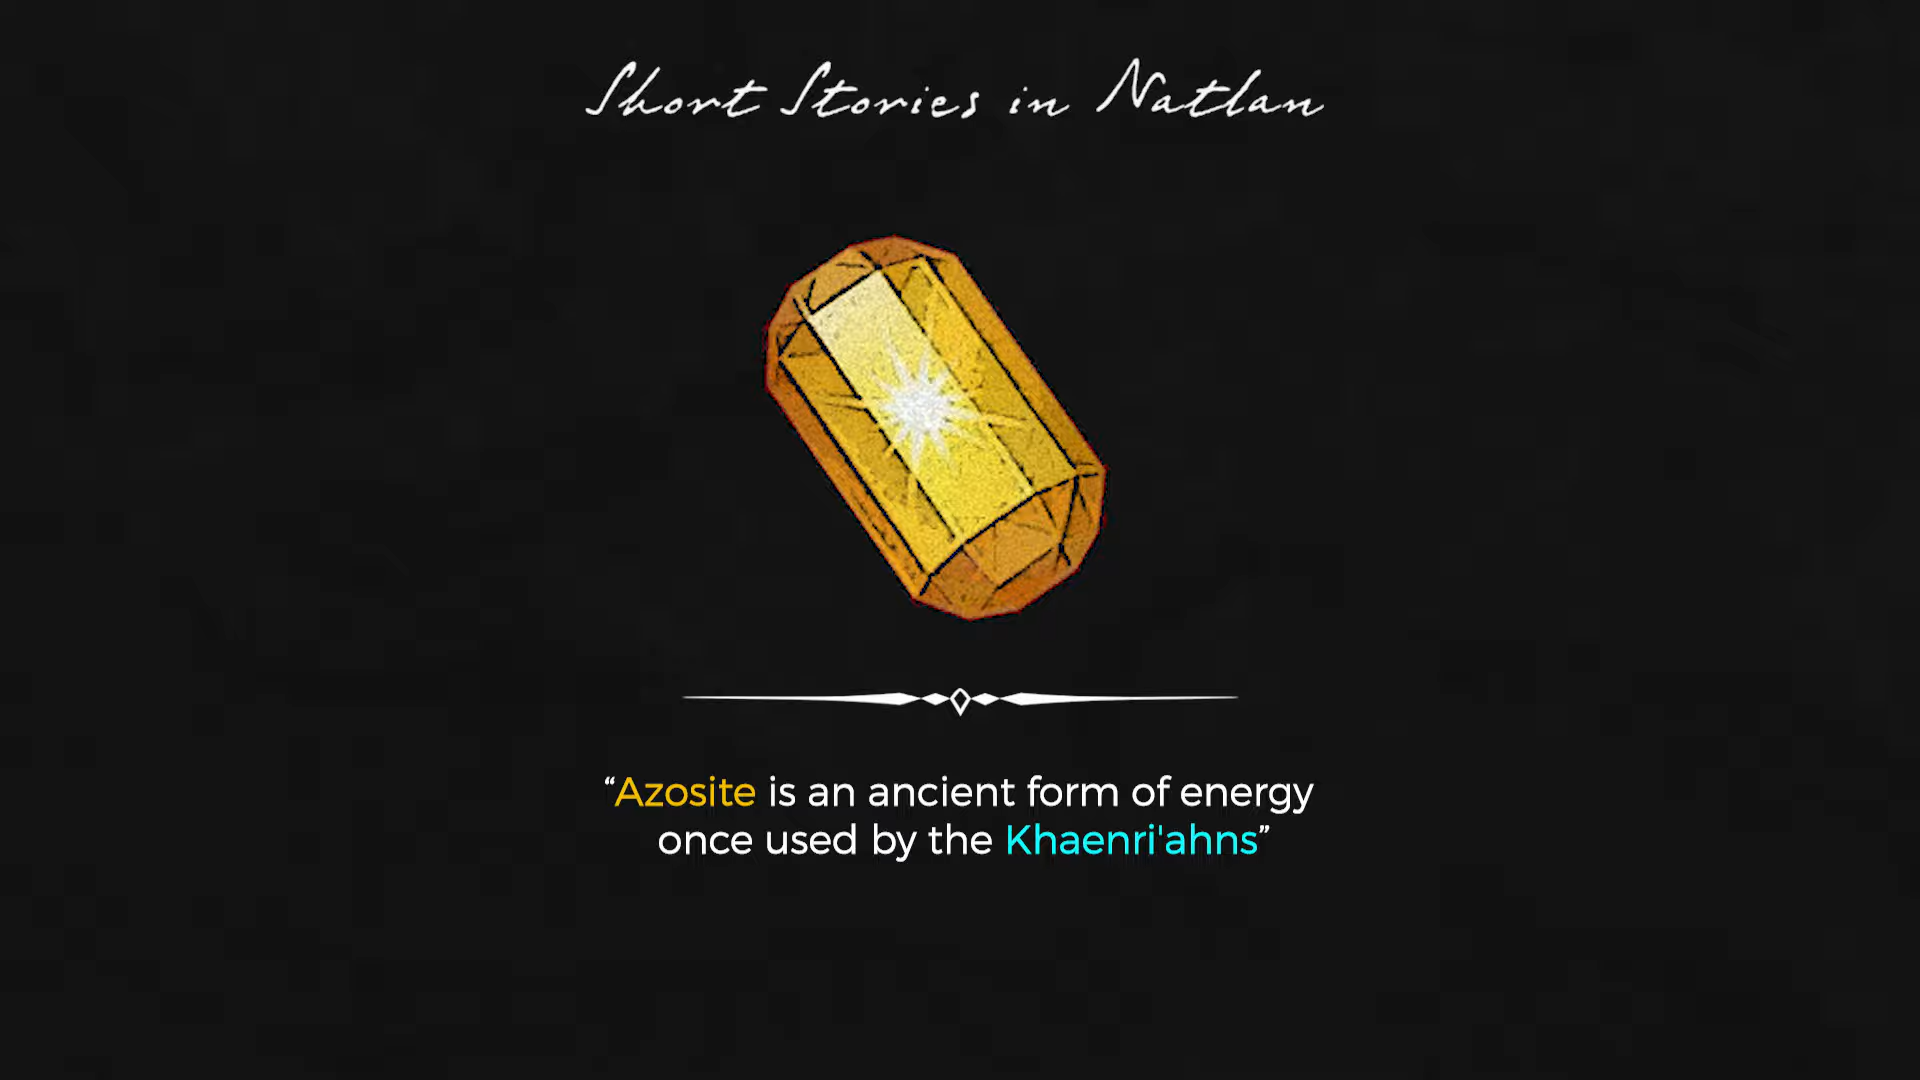 Short Stories in Natlan
“Azosite is an ancient form of energy
once used by the Khaenri'ahns”